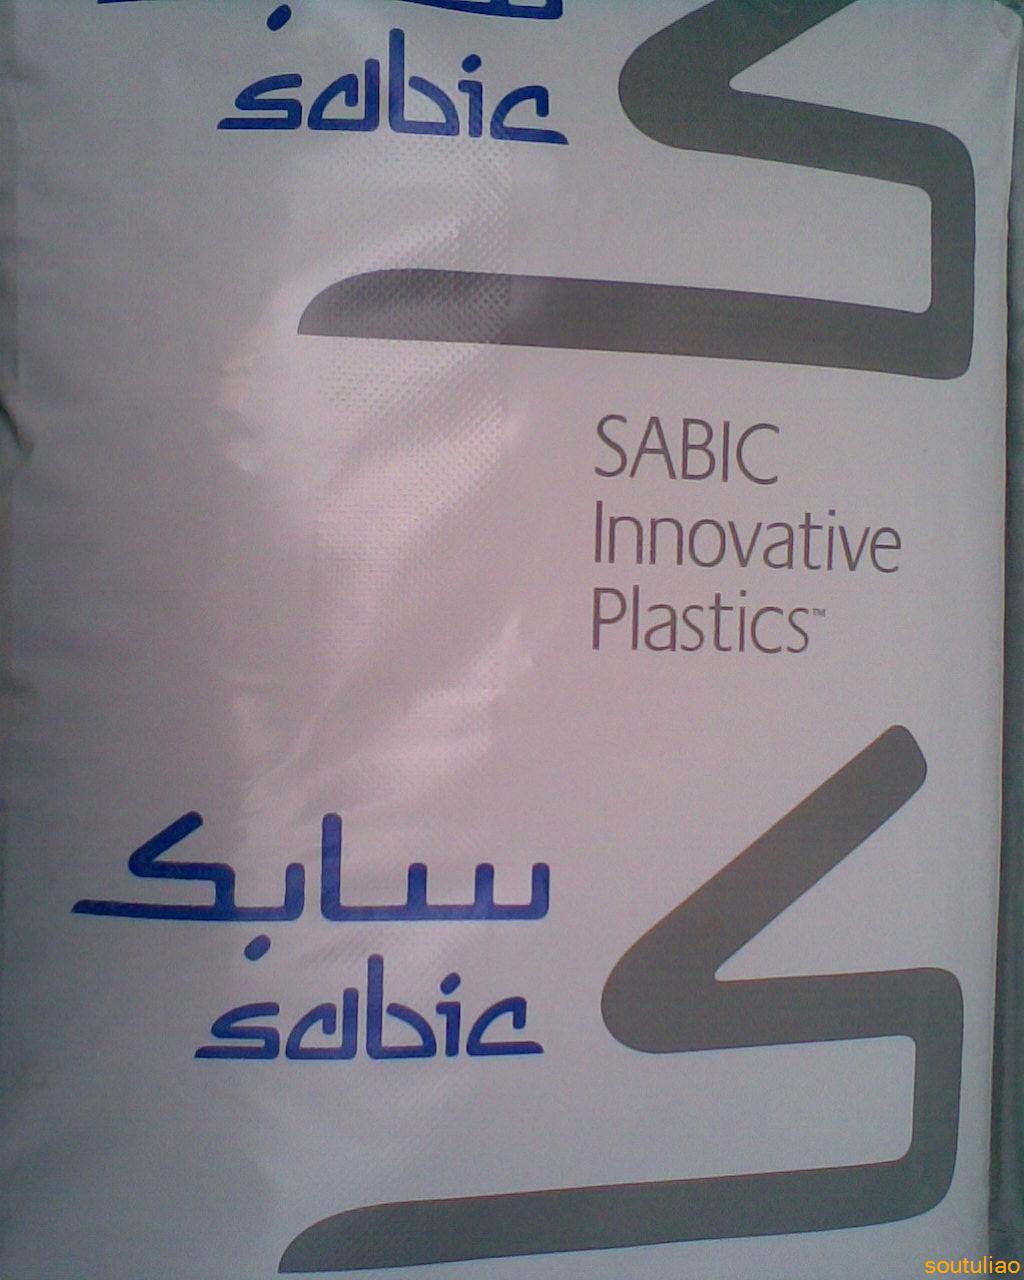 sabic
SABIC
Innovative
Plastics™
سابك
sabic
soutuliao